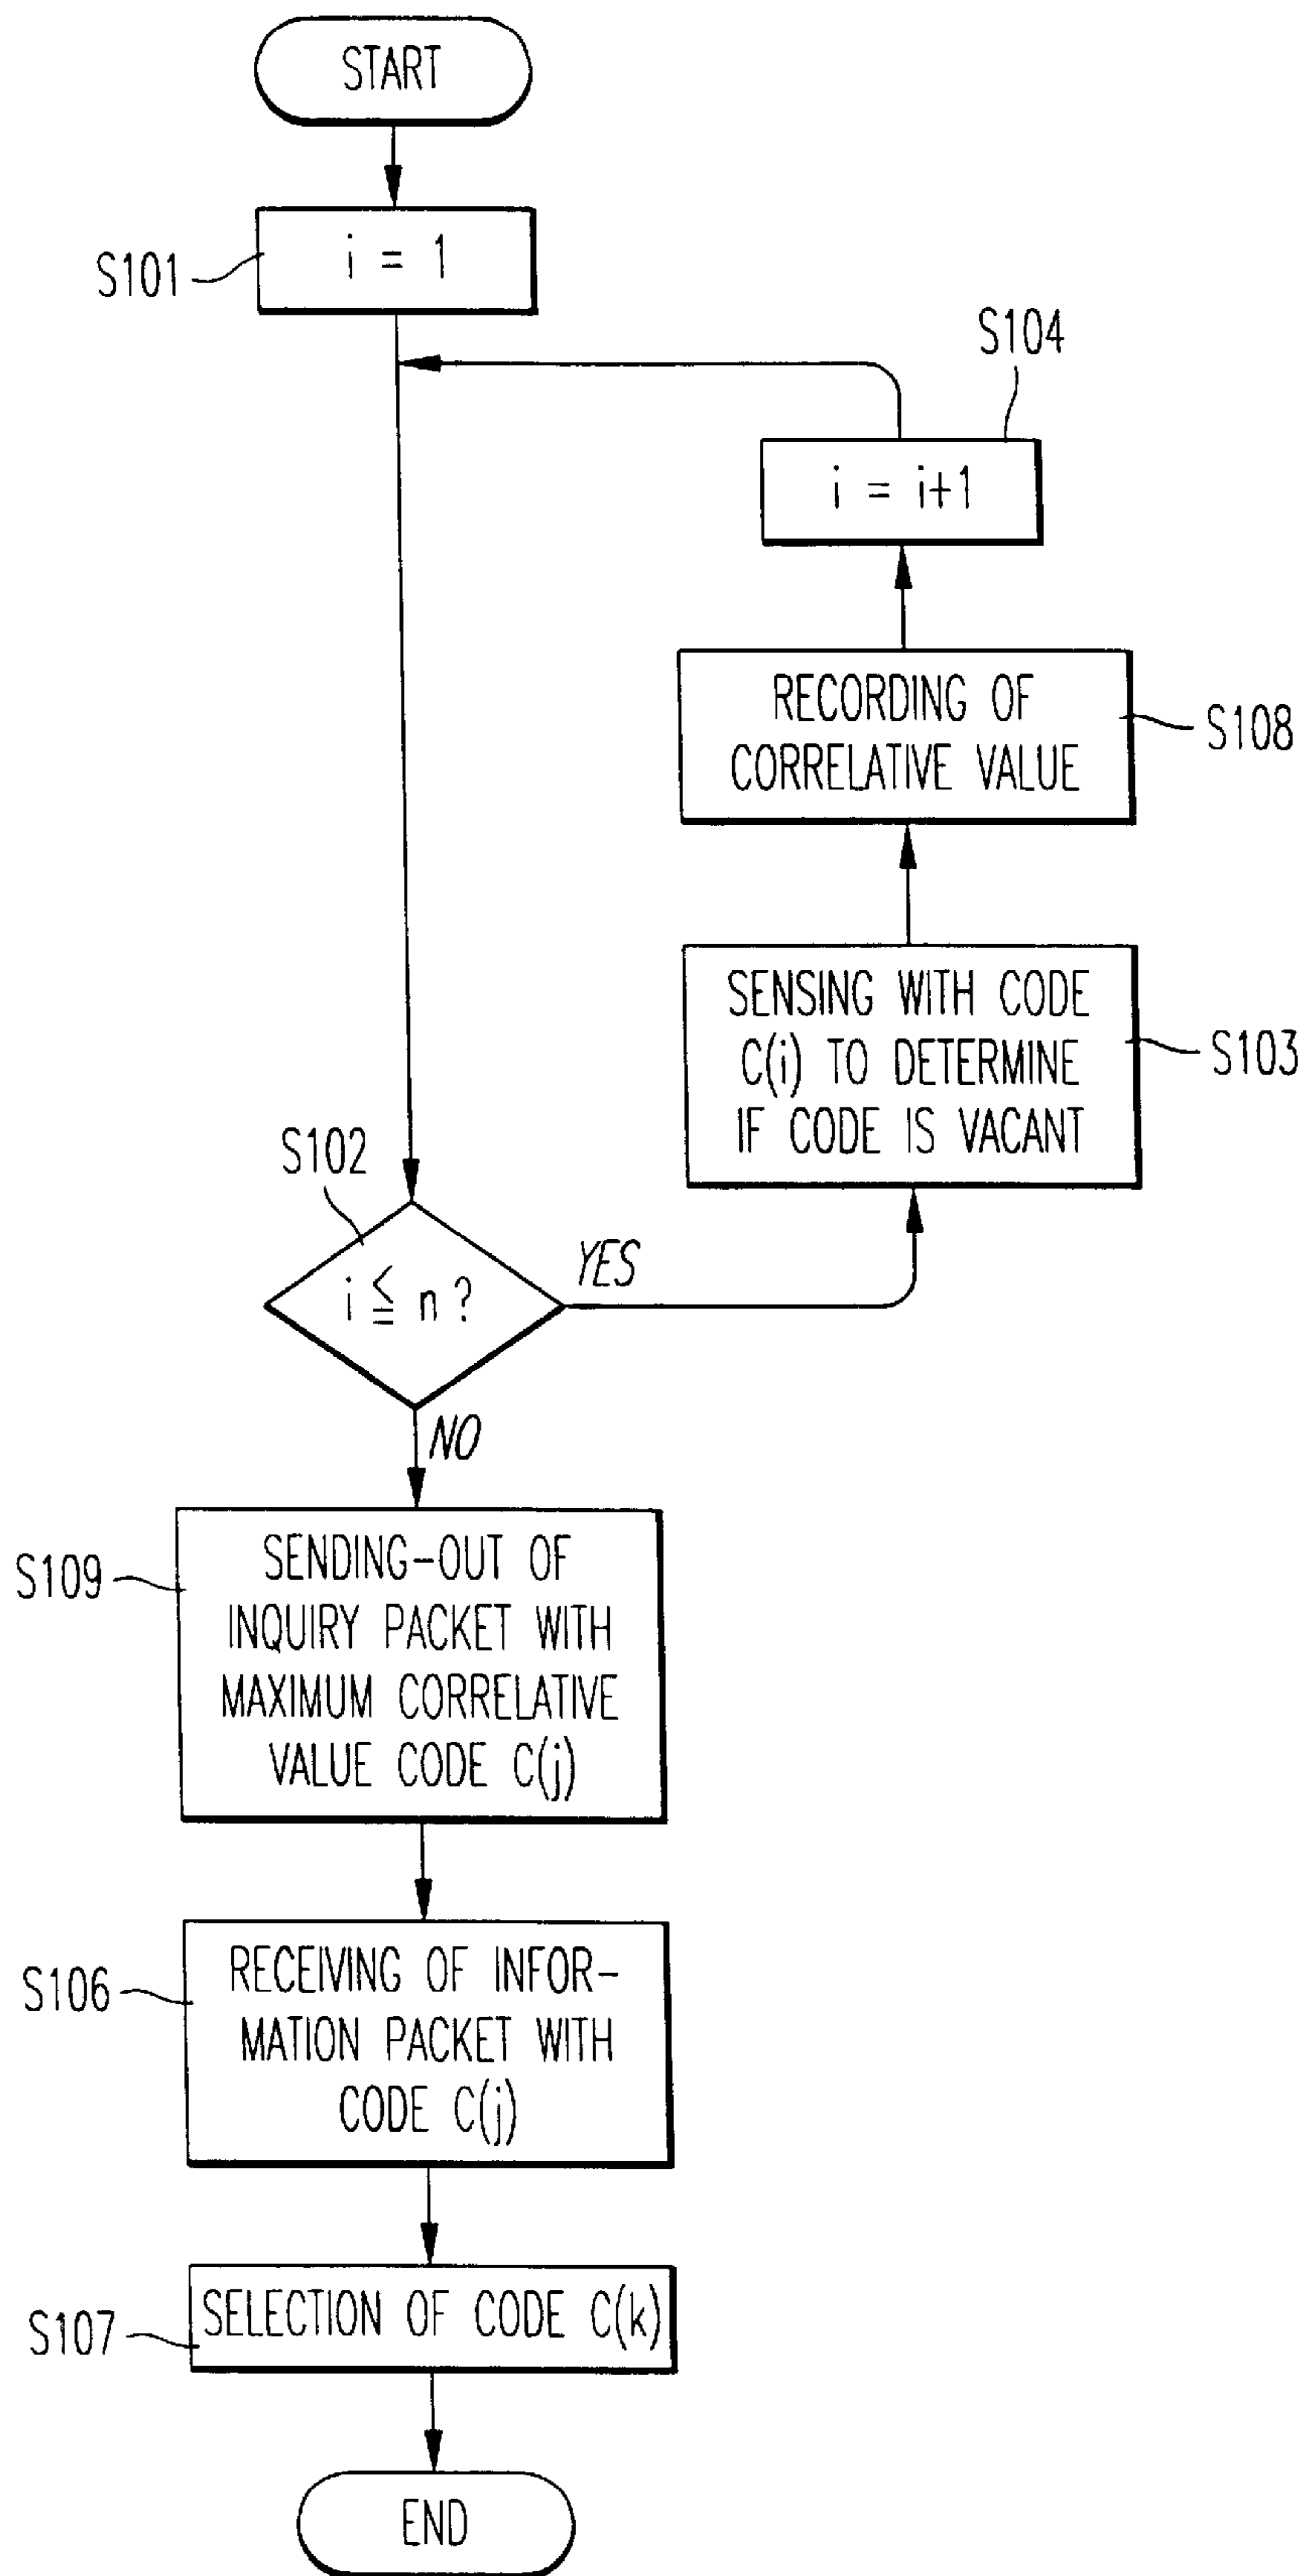 START
S101
i = 1
S104
i = i+1
RECORDING OF
CORRELATIVE VALUE
S108
SENSING WITH CODE
C(i) TO DETERMINE
IF CODE IS VACANT
S103
S102
i ≦ n ?
YES
NO
S109
SENDING-OUT OF
INQUIRY PACKET WITH
MAXIMUM CORRELATIVE
VALUE CODE C(j)
S106
RECEIVING OF INFOR-
MATION PACKET WITH
CODE C(j)
S107
SELECTION OF CODE C(k)
END